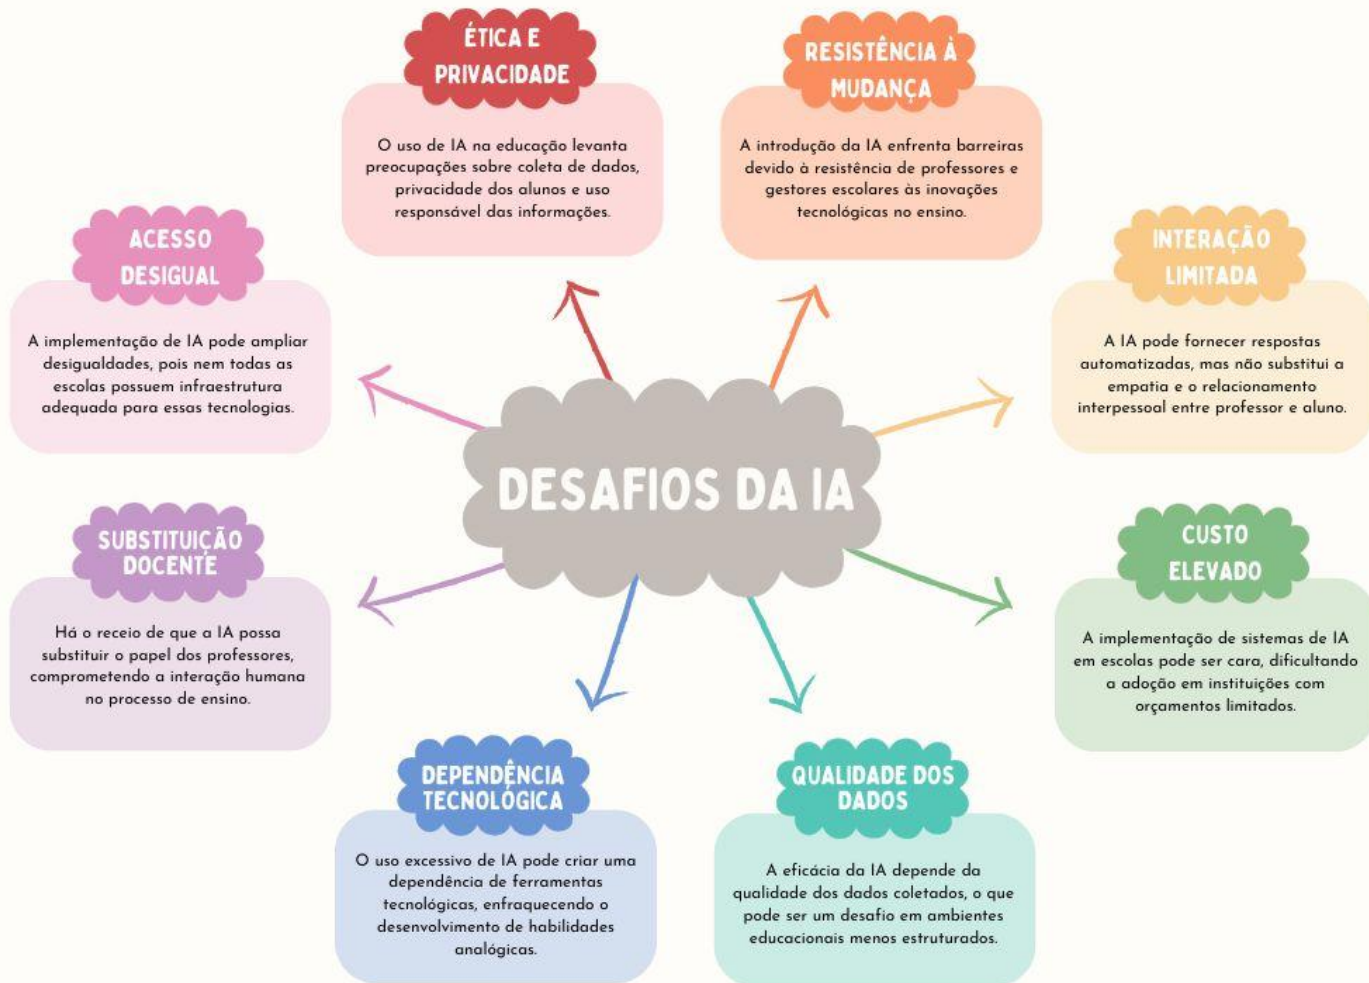 ÉTICA E
PRIVACIDADE
O uso de IA na educação levanta
preocupações sobre coleta de dados,
privacidade dos alunos e uso
responsável das informações.
RESISTÊNCIA À
MUDANÇA
A introdução da IA enfrenta barreiras
devido à resistência de professores e
gestores escolares às inovações
tecnológicas no ensino.
ACESSO
DESIGUAL
A implementação de IA pode ampliar
desigualdades, pois nem todas as
escolas possuem infraestrutura
adequada para essas tecnologias.
INTERAÇÃO
LIMITADA
A IA pode fornecer respostas
automatizadas, mas não substitui a
empatia e o relacionamento
interpessoal entre professor e aluno.
DESAFIOS DA IA
SUBSTITUIÇÃO
DOCENTE
Há o receio de que a IA possa
substituir o papel dos professores,
comprometendo a interação humana
no processo de ensino.
CUSTO
ELEVADO
A implementação de sistemas de IA
em escolas pode ser cara, dificultando
a adoção em instituições com
orçamentos limitados.
DEPENDÊNCIA
TECNOLÓGICA
O uso excessivo de IA pode criar uma
dependência de ferramentas
tecnológicas, enfraquecendo o
desenvolvimento de habilidades
analógicas.
QUALIDADE DOS
DADOS
A eficácia da IA depende da
qualidade dos dados coletados, o que
pode ser um desafio em ambientes
educacionais menos estruturados.